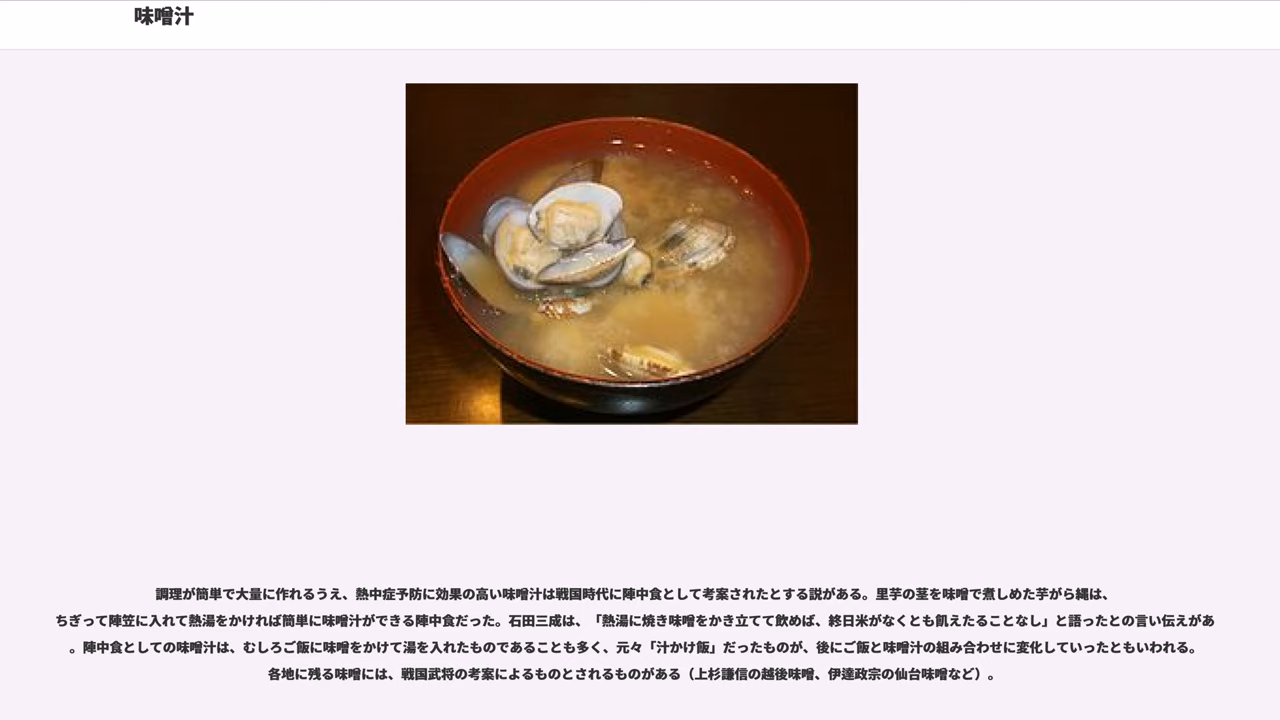 味噌汁
調理が簡単で大量に作れるうえ、熱中症予防に効果の高い味噌汁は戦国時代に陣中食として考案されたとする説がある。里芋の茎を味噌で煮しめた芋がら縄は、
ちぎって陣笠に入れて熱湯をかければ簡単に味噌汁ができる陣中食だった。石田三成は、「熱湯に焼き味噌をかき立てて飲めば、終日米がなくとも飢えたることなし」と語ったとの言い伝えがあ
。陣中食としての味噌汁は、むしろご飯に味噌をかけて湯を入れたものであることも多く、元々「汁かけ飯」だったものが、後にご飯と味噌汁の組み合わせに変化していったともいわれる。
各地に残る味噌には、戦国武将の考案によるものとされるものがある（上杉謙信の越後味噌、伊達政宗の仙台味噌など）。